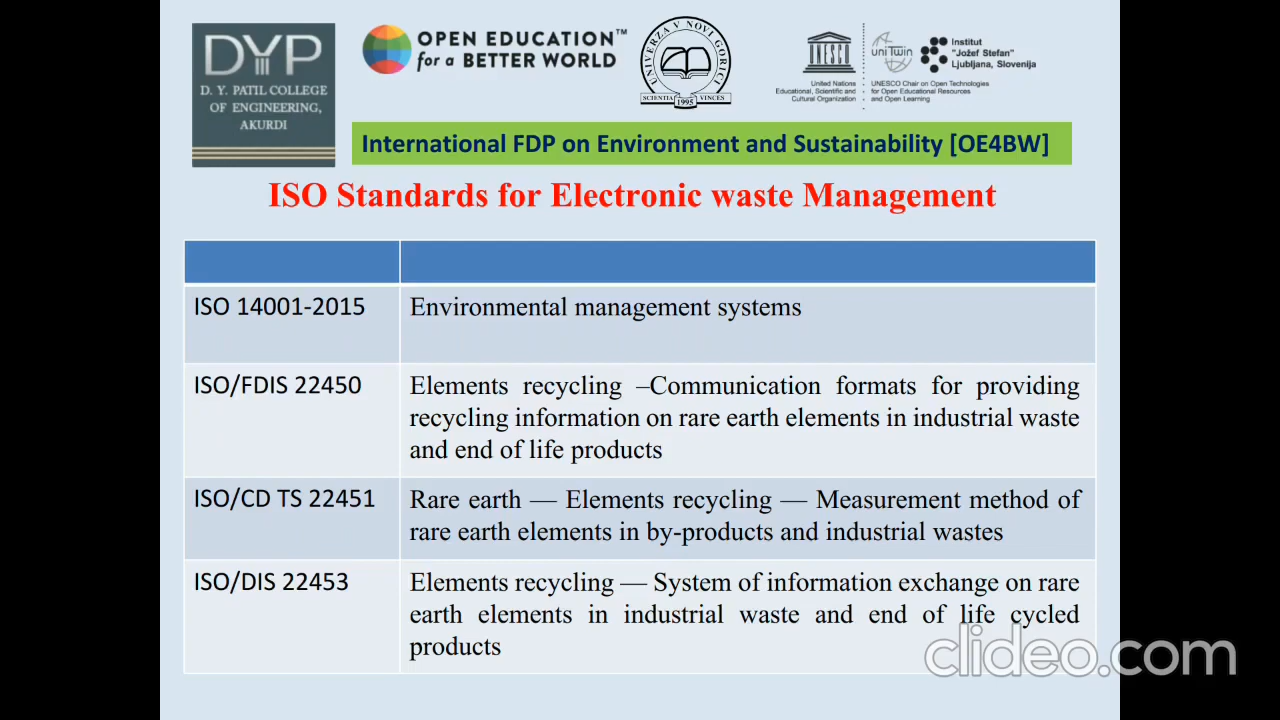 DYP
D. Y. PATIL COLLEGE
OF ENGINEERING,
AKURDI
OPEN EDUCATION™
for a BETTER WORLD
UNIVERZA V NOVI GORICI
SCIENTIA VINCES
1995
UNESCO
United Nations
Educational, Scientific and
Cultural Organization
uniTwin
Institut
"Jožef Stefan"
Ljubljana, Slovenija
UNESCO Chair on Open Technologies
for Open Educational Resources
and Open Learning
International FDP on Environment and Sustainability [OE4BW]
ISO Standards for Electronic waste Management
ISO 14001-2015 Environmental management systems
ISO/FDIS 22450 Elements recycling –Communication formats for providing
recycling information on rare earth elements in industrial waste
and end of life products
ISO/CD TS 22451 Rare earth — Elements recycling — Measurement method of
rare earth elements in by-products and industrial wastes
ISO/DIS 22453 Elements recycling — System of information exchange on rare
earth elements in industrial waste and end of life cycled
products
clideo.com